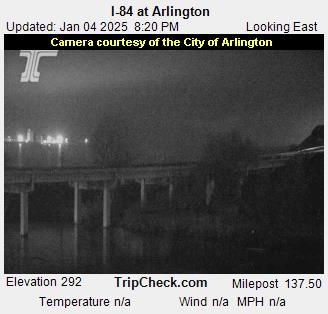 I-84 at Arlington
Updated: Jan 04 2025 8:20 PM Looking East
Camera courtesy of the City of Arlington
Elevation 292 TripCheck.com Milepost 137.50
Temperature n/a Wind n/a MPH n/a